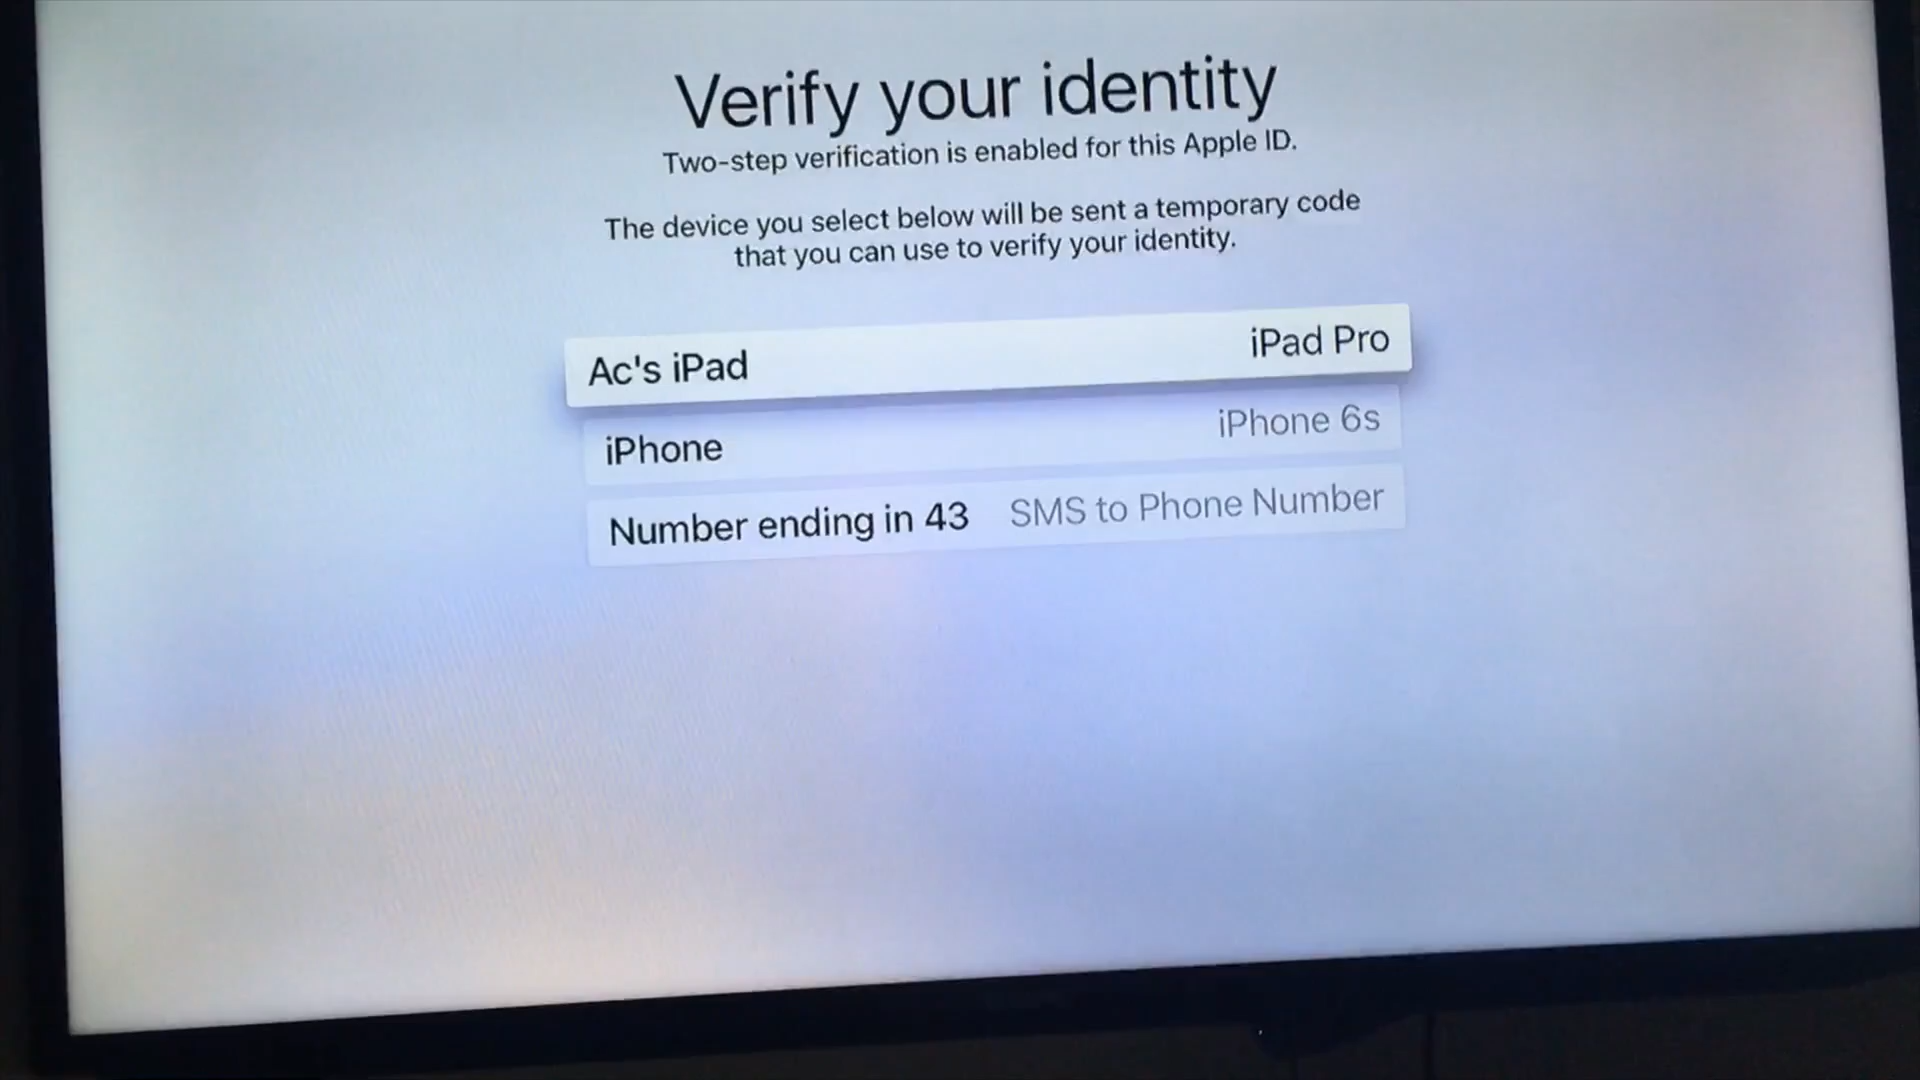 Verify your identity
Two-step verification is enabled for this Apple ID.
The device you select below will be sent a temporary code
that you can use to verify your identity.
Ac's iPad iPad Pro
iPhone iPhone 6s
Number ending in 43 SMS to Phone Number